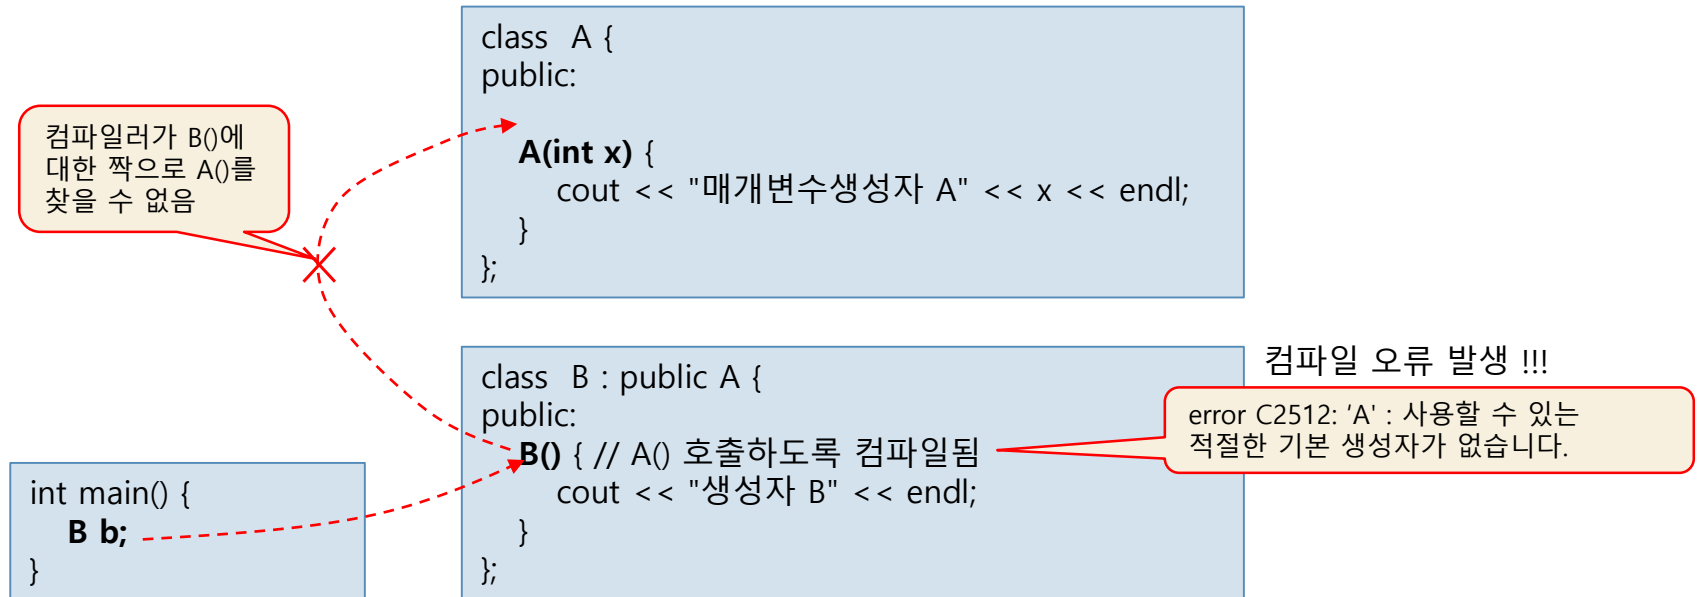 class  A {
public:
A(int x) {
cout << "매개변수생성자 A" << x << endl;
}
};
컴파일러가 B()에
대한 짝으로 A()를
찾을 수 없음
class  B : public A {
public:
B() { // A() 호출하도록 컴파일됨
cout << "생성자 B" << endl;
}
};
컴파일 오류 발생 !!!
error C2512: 'A' : 사용할 수 있는
적절한 기본 생성자가 없습니다.
int main() {
B b;
}